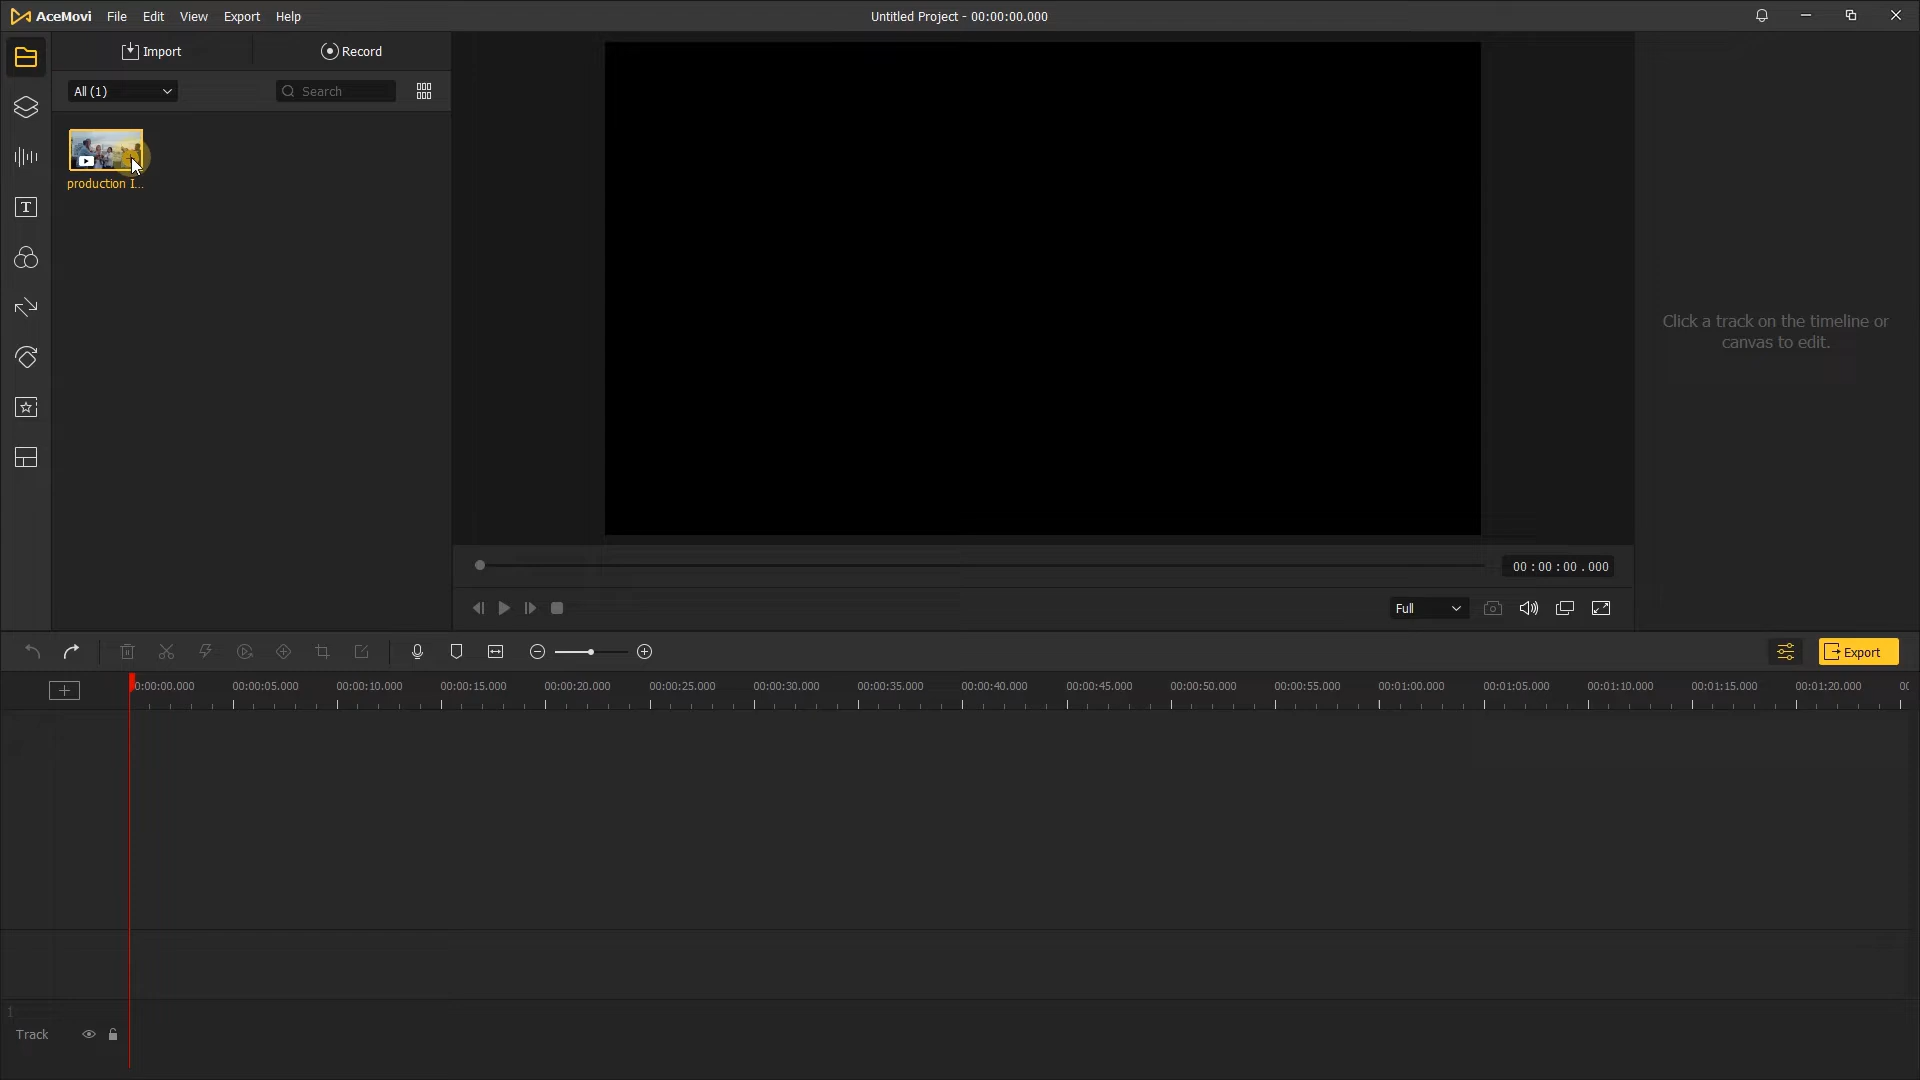 AceMovi File Edit View Export Help Untitled Project - 00:00:00.000
Import Record
All (1) Search
production I...
Click a track on the timeline or
canvas to edit.
00 : 00 : 00 . 000
Full
Export
0:00:00.000 00:00:05.000 00:00:10.000 00:00:15.000 00:00:20.000 00:00:25.000 00:00:30.000 00:00:35.000 00:00:40.000 00:00:45.000 00:00:50.000 00:00:55.000 00:01:00.000 00:01:05.000 00:01:10.000 00:01:15.000 00:01:20.000 00
1
Track